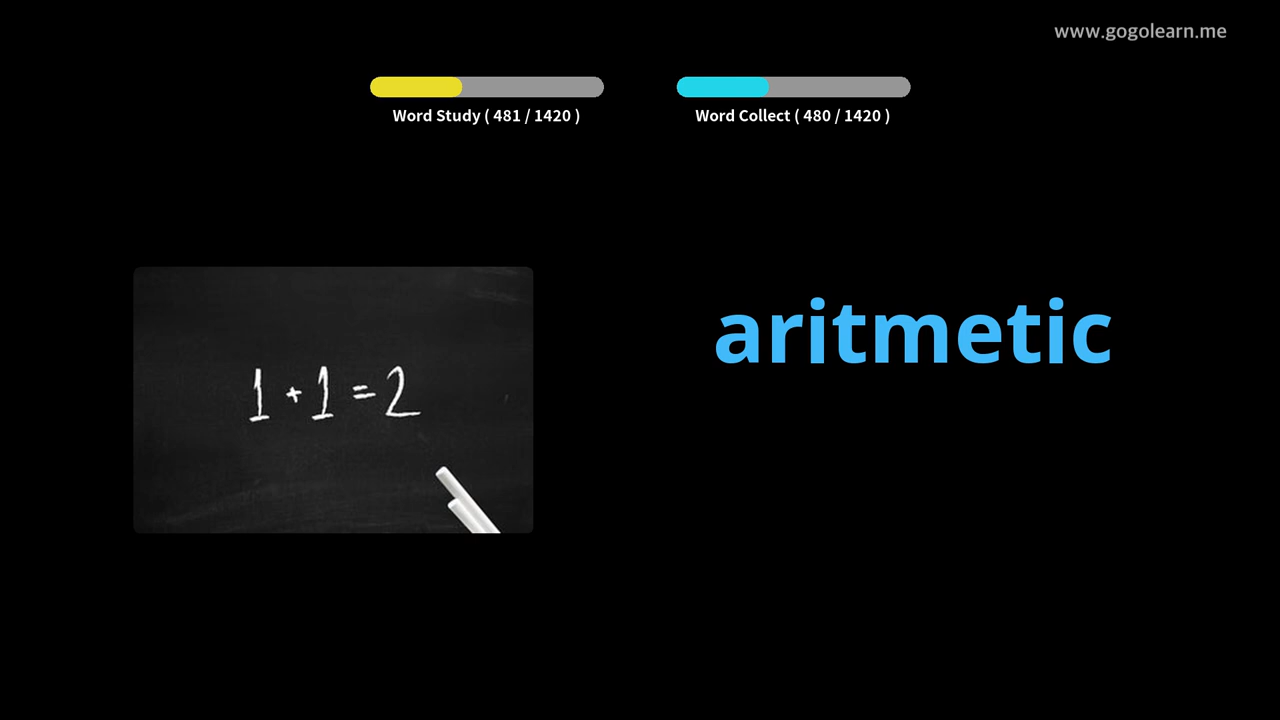 www.gogolearn.me
Word Study ( 481 / 1420 )
Word Collect ( 480 / 1420 )
aritmetic
1 + 1 = 2